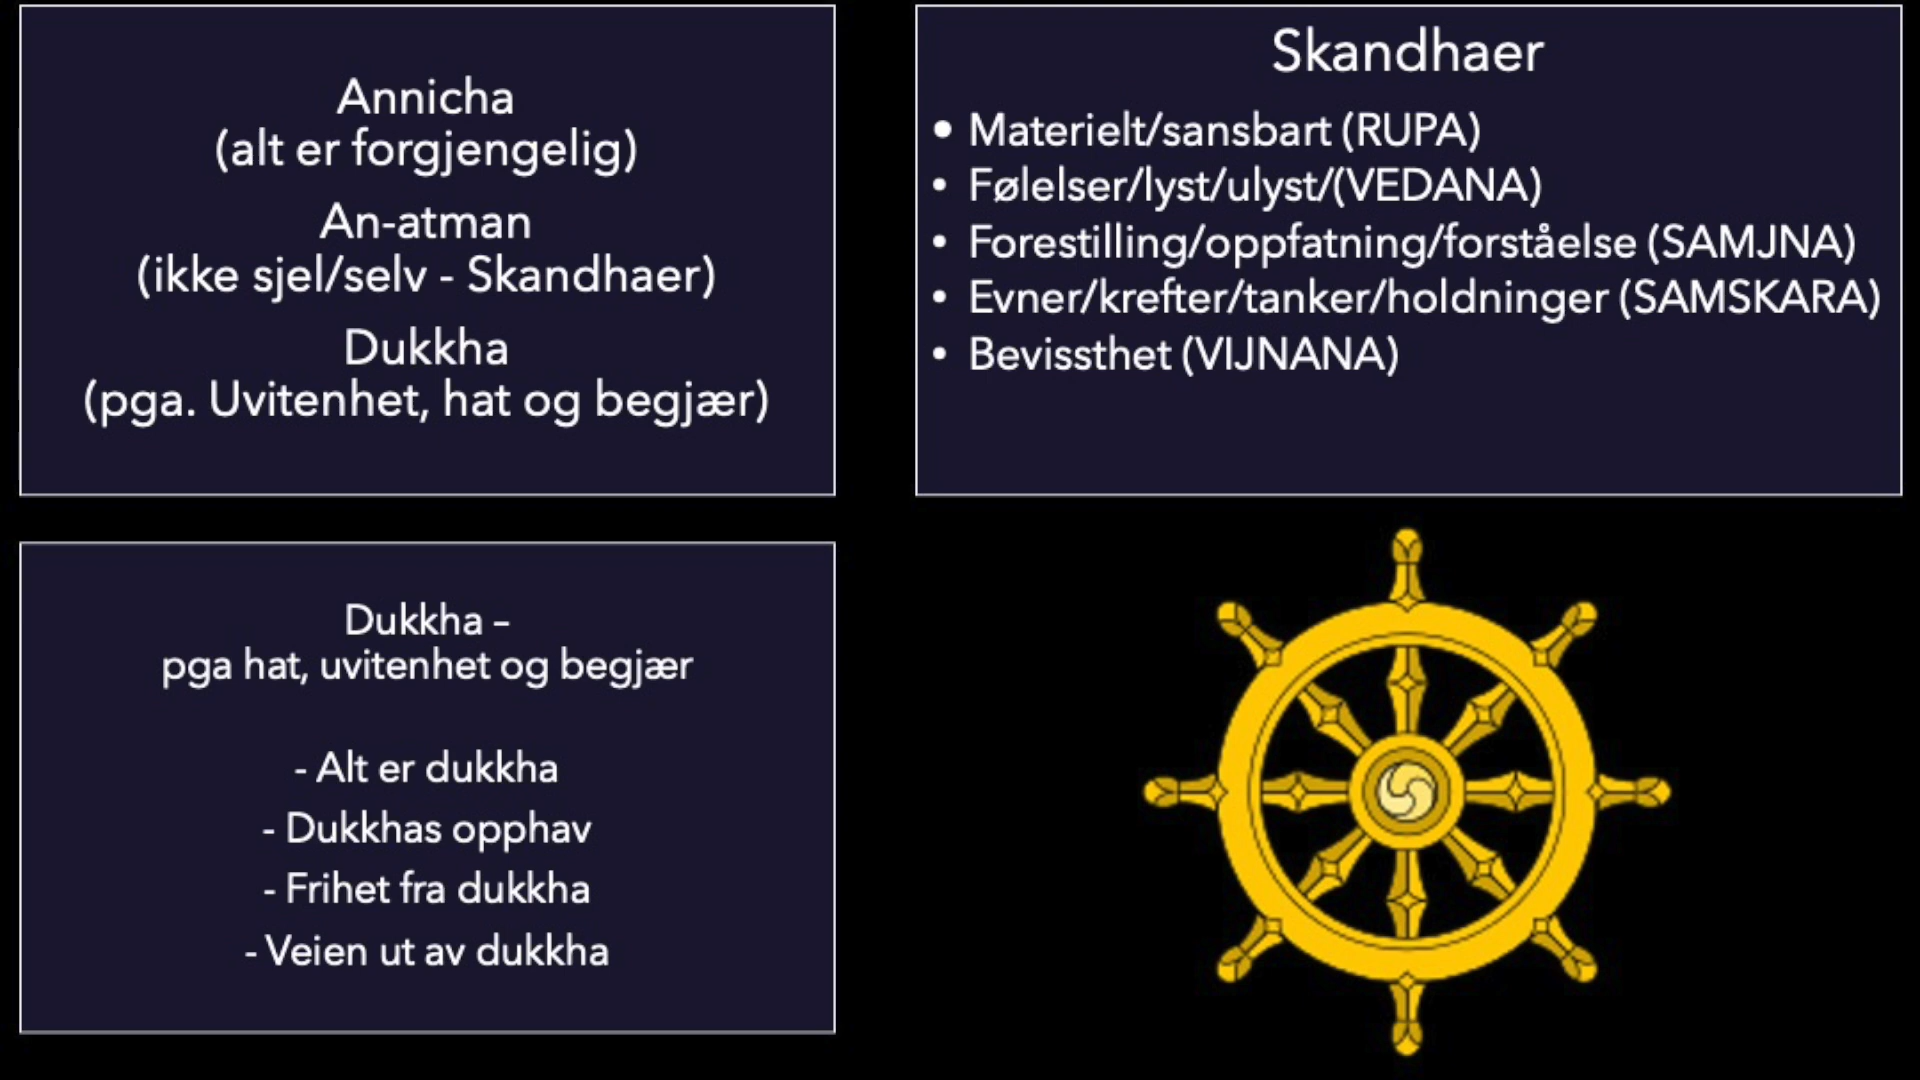 Annicha
(alt er forgjengelig)
An-atman
(ikke sjel/selv - Skandhaer)
Dukkha
(pga. Uvitenhet, hat og begjær)
Skandhaer
• Materielt/sansbart (RUPA)
• Følelser/lyst/ulyst/(VEDANA)
• Forestilling/oppfatning/forståelse (SAMJNA)
• Evner/krefter/tanker/holdninger (SAMSKARA)
• Bevissthet (VIJNANA)
Dukkha –
pga hat, uvitenhet og begjær
- Alt er dukkha
- Dukkhas opphav
- Frihet fra dukkha
- Veien ut av dukkha